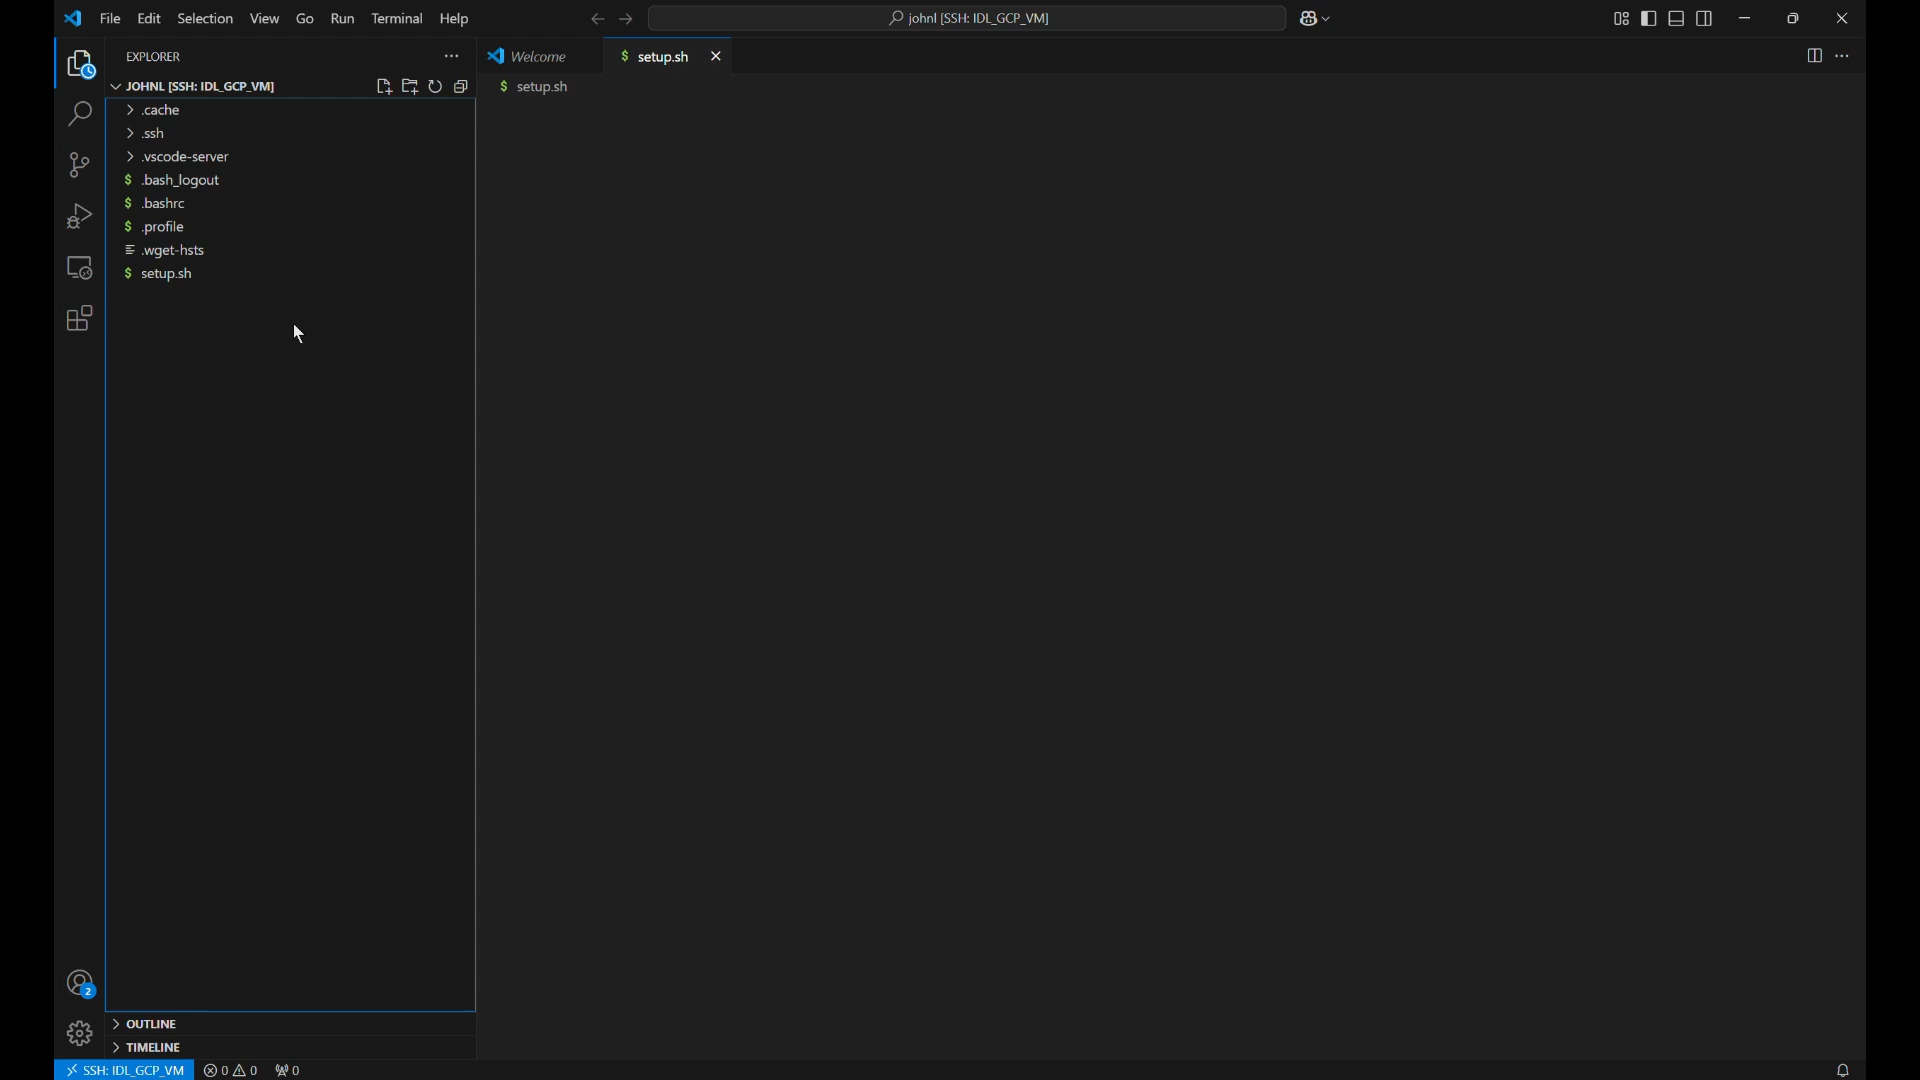 File Edit Selection View Go Run Terminal Help
johnl [SSH: IDL_GCP_VM]
EXPLORER
JOHNL [SSH: IDL_GCP_VM]
.cache
.ssh
.vscode-server
$ .bash_logout
$ .bashrc
$ .profile
.wget-hsts
$ setup.sh
OUTLINE
TIMELINE
Welcome
$ setup.sh
$ setup.sh
2
SSH: IDL_GCP_VM 0 0 0